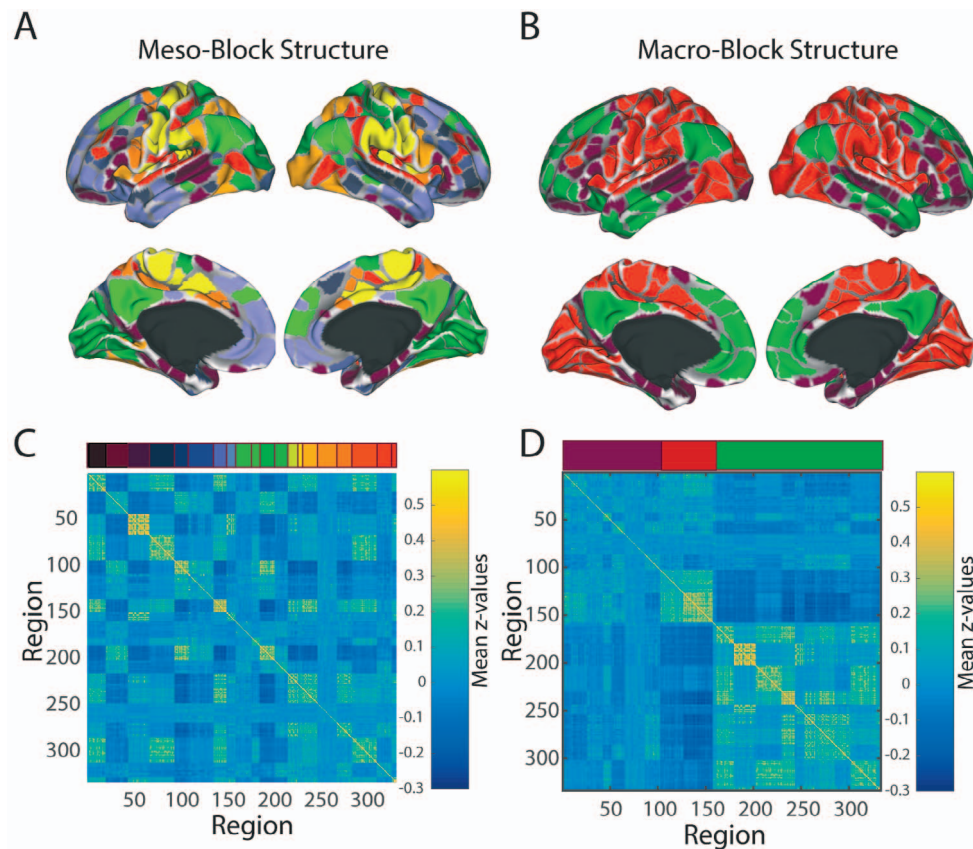 A
Meso-Block Structure
B
Macro-Block Structure
C
50
100
150
200
250
300
Region
50 100 150 200 250 300
Region
0.5
0.4
0.3
0.2
0.1
0
-0.1
-0.2
-0.3
Mean z-values
D
50
100
150
200
250
300
Region
50 100 150 200 250 300
Region
0.5
0.4
0.3
0.2
0.1
0
-0.1
-0.2
-0.3
Mean z-values